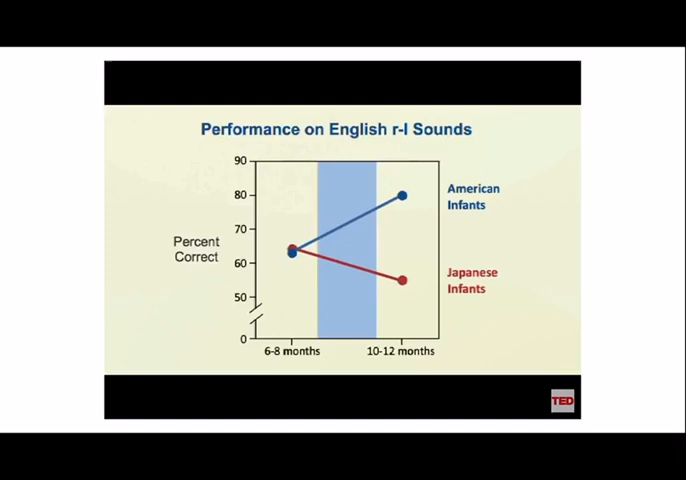 Performance on English r-l Sounds
90
80
70
60
50
0
Percent
Correct
American
Infants
Japanese
Infants
6-8 months
10-12 months
TED